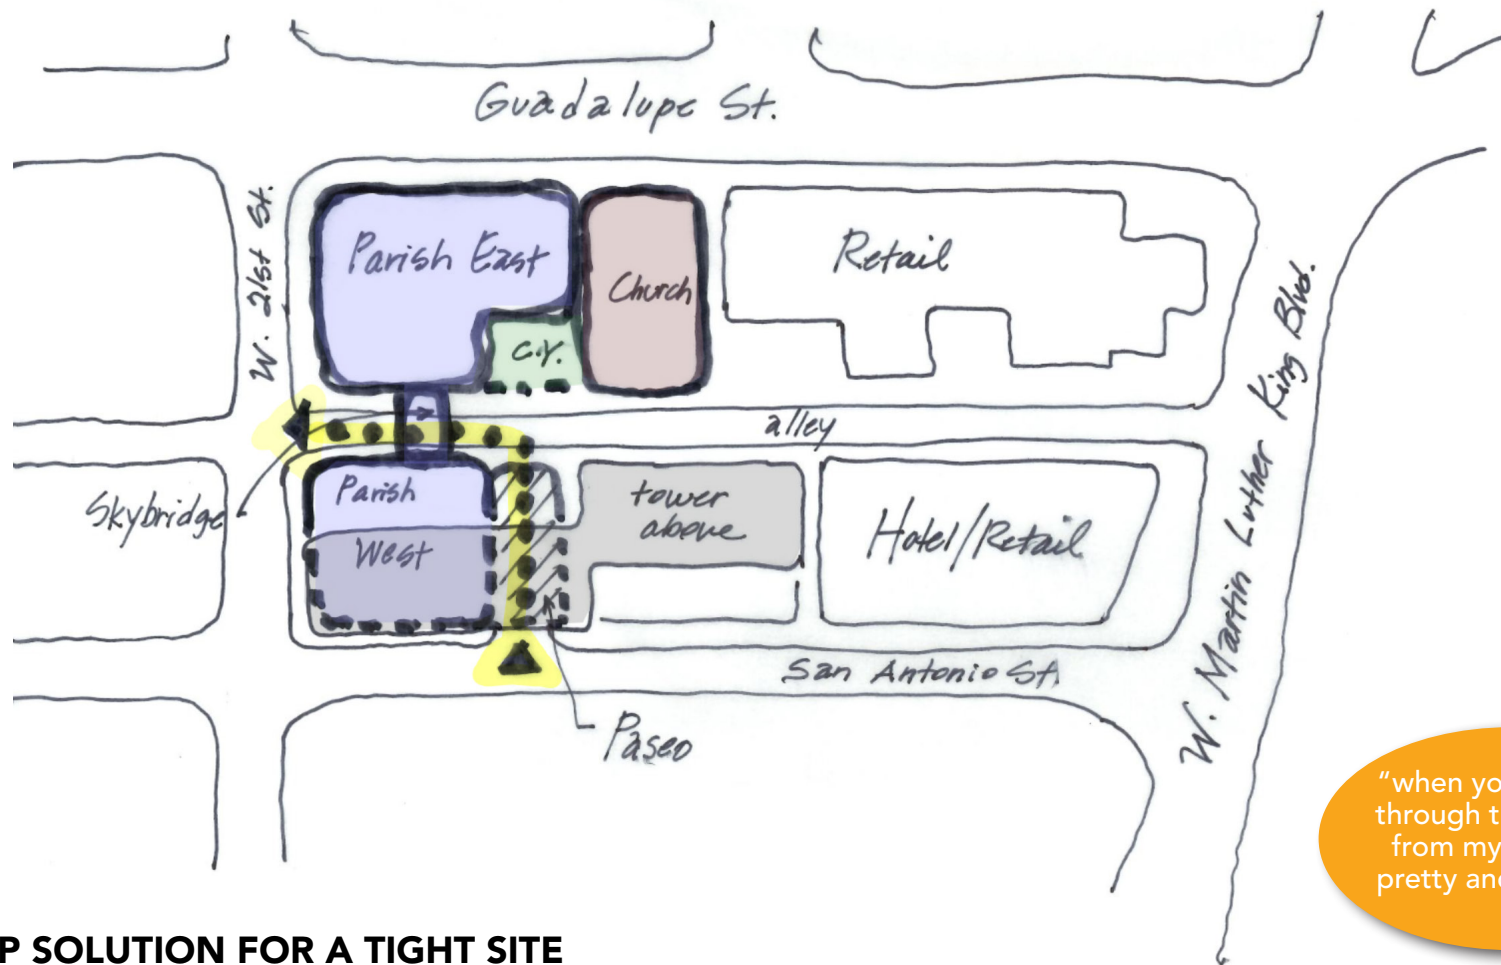 Guadalupe St.
W. 21st St.
Parish East
Church
Retail
C.Y.
W. Martin Luther King Blvd.
alley
Skybridge
Parish
West
tower
above
Hotel/Retail
San Antonio St.
Paseo
"when yo
through t
from my
pretty and
P SOLUTION FOR A TIGHT SITE